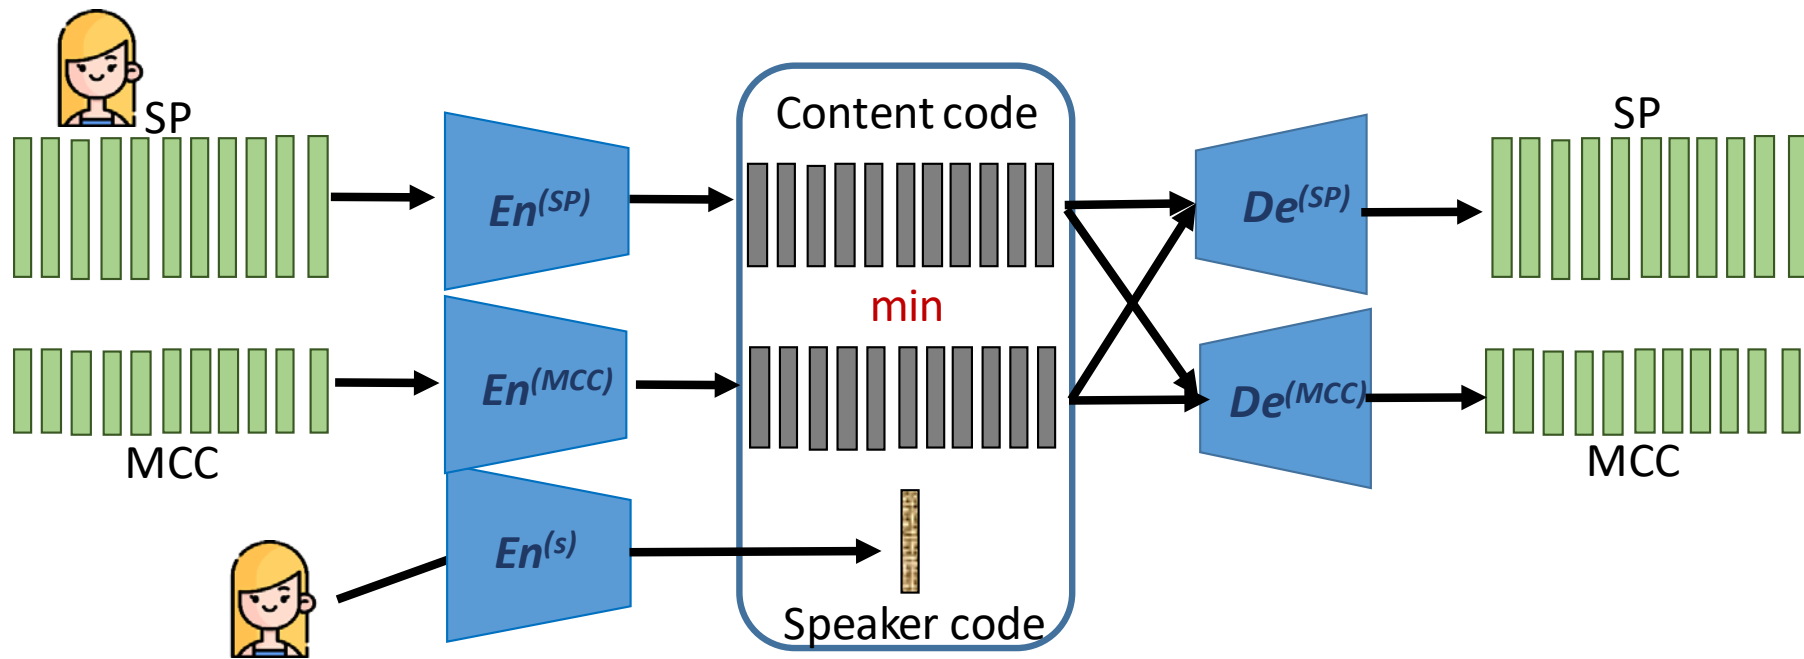 SP
En(SP)
Content code
De(SP)
SP
min
MCC
En(MCC)
De(MCC)
MCC
En(s)
Speaker code